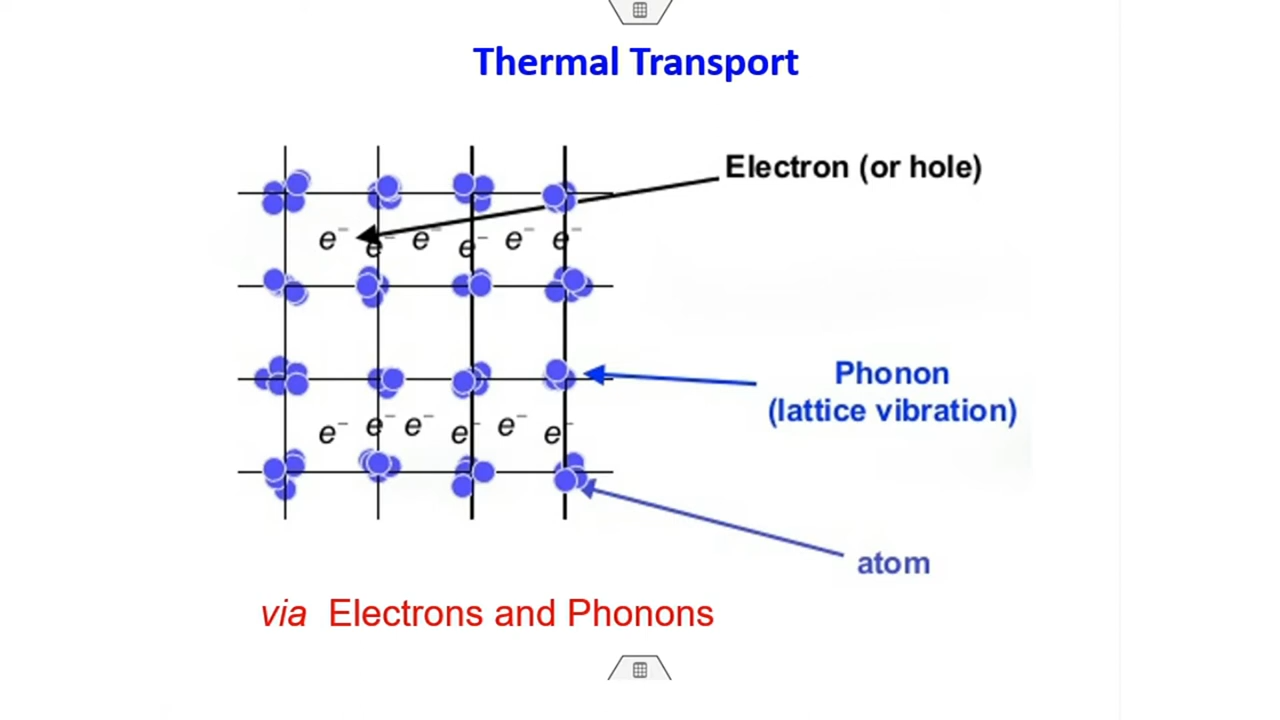 Thermal Transport
Electron (or hole)
e⁻ e⁻ e⁻ e⁻ e⁻ e⁻
Phonon
(lattice vibration)
e⁻ e⁻ e⁻ e⁻ e⁻ e⁻
atom
via Electrons and Phonons